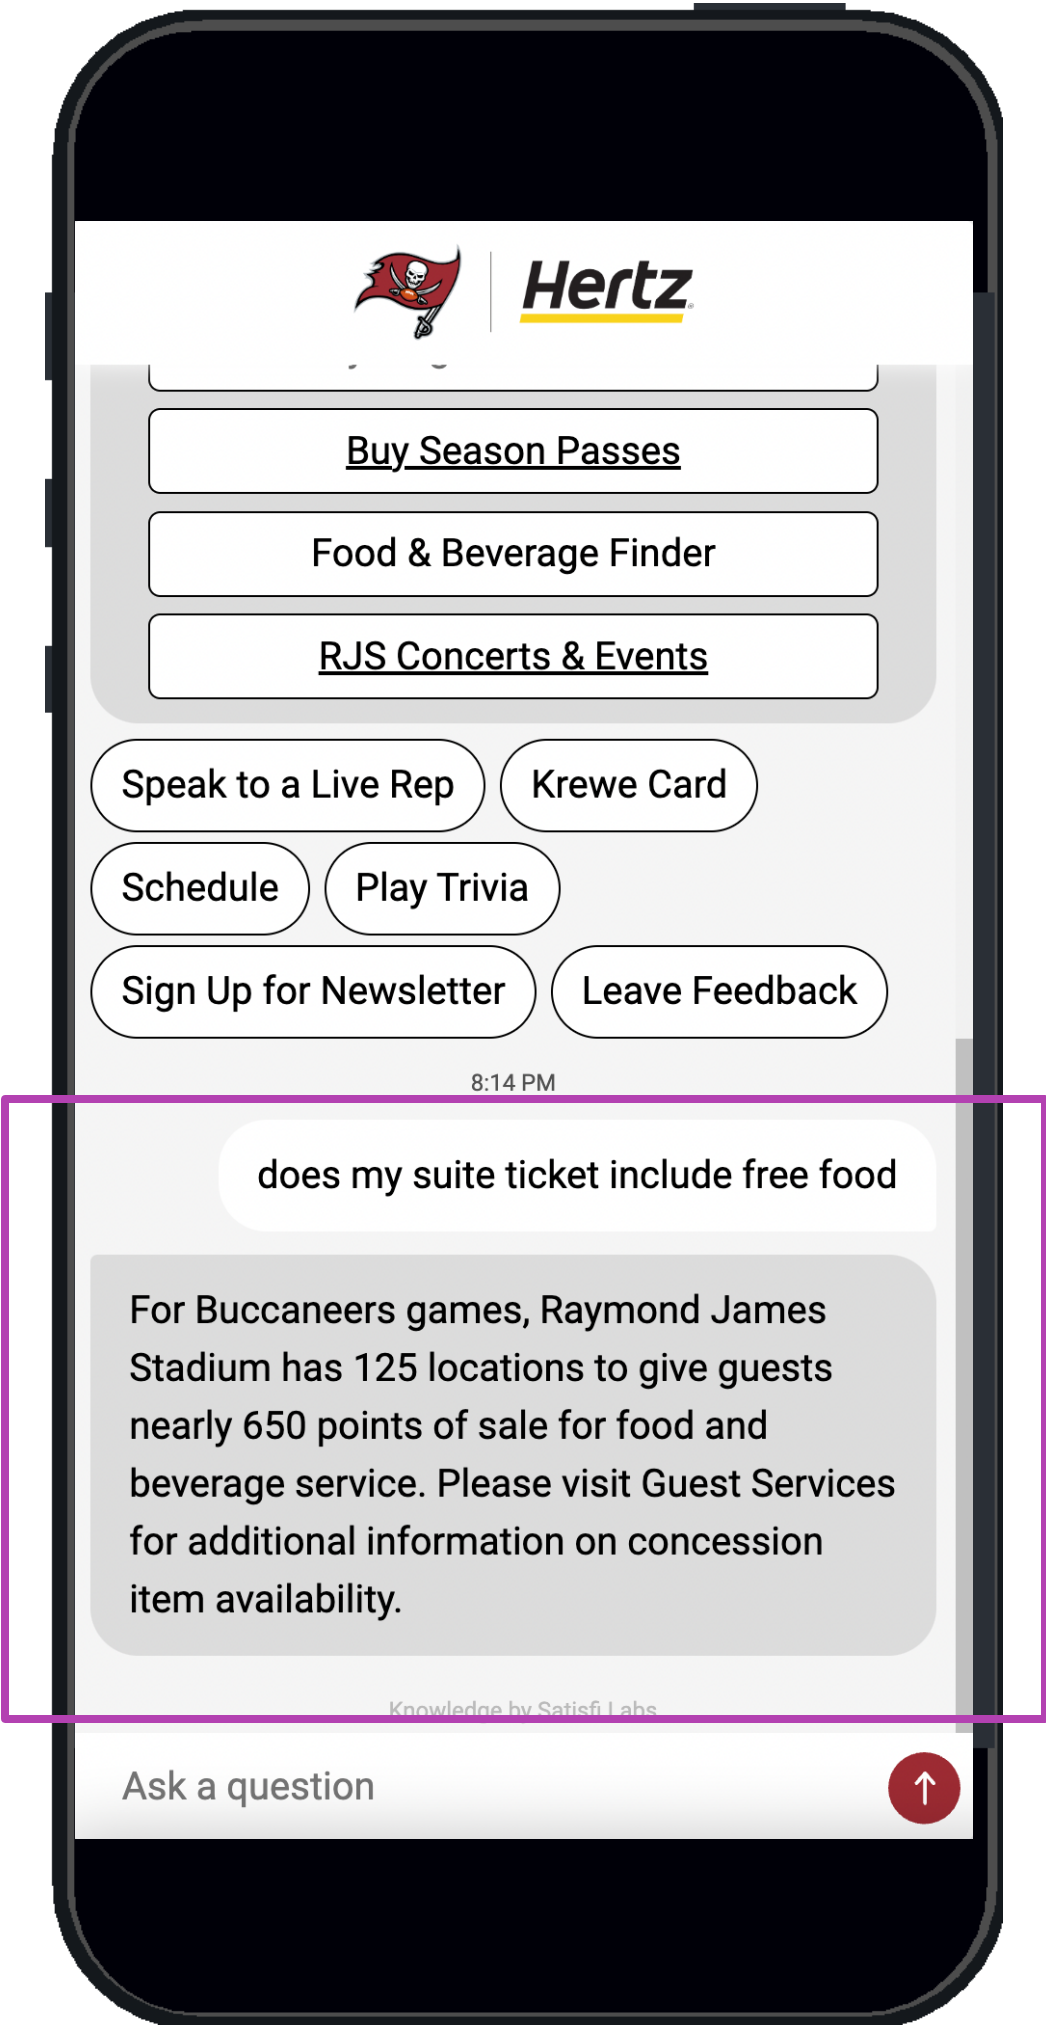 Hertz
Buy Season Passes
Food & Beverage Finder
RJS Concerts & Events
Speak to a Live Rep
Krewe Card
Schedule
Play Trivia
Sign Up for Newsletter
Leave Feedback
8:14 PM
does my suite ticket include free food
For Buccaneers games, Raymond James
Stadium has 125 locations to give guests
nearly 650 points of sale for food and
beverage service. Please visit Guest Services
for additional information on concession
item availability.
Knowledge by Satisfi Labs
Ask a question